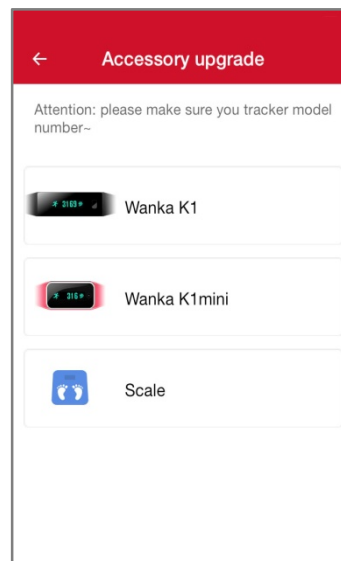 Accessory upgrade
Attention: please make sure you tracker model
number~
Wanka K1
Wanka K1mini
Scale